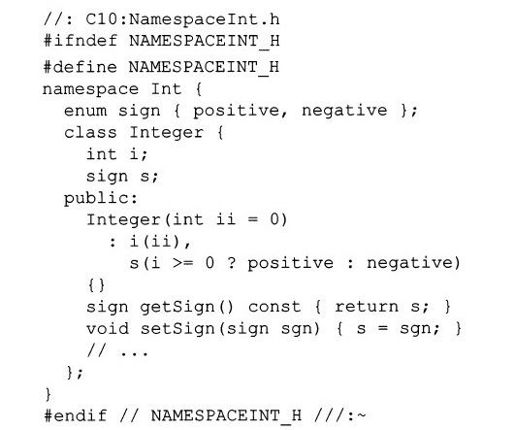 //: C10:NamespaceInt.h
#ifndef NAMESPACEINT_H
#define NAMESPACEINT_H
namespace Int {
  enum sign { positive, negative };
  class Integer {
    int i;
    sign s;
  public:
    Integer(int ii = 0)
      : i(ii),
        s(i >= 0 ? positive : negative)
    {}
    sign getSign() const { return s; }
    void setSign(sign sgn) { s = sgn; }
    // ...
  };
}
#endif // NAMESPACEINT_H ///:~